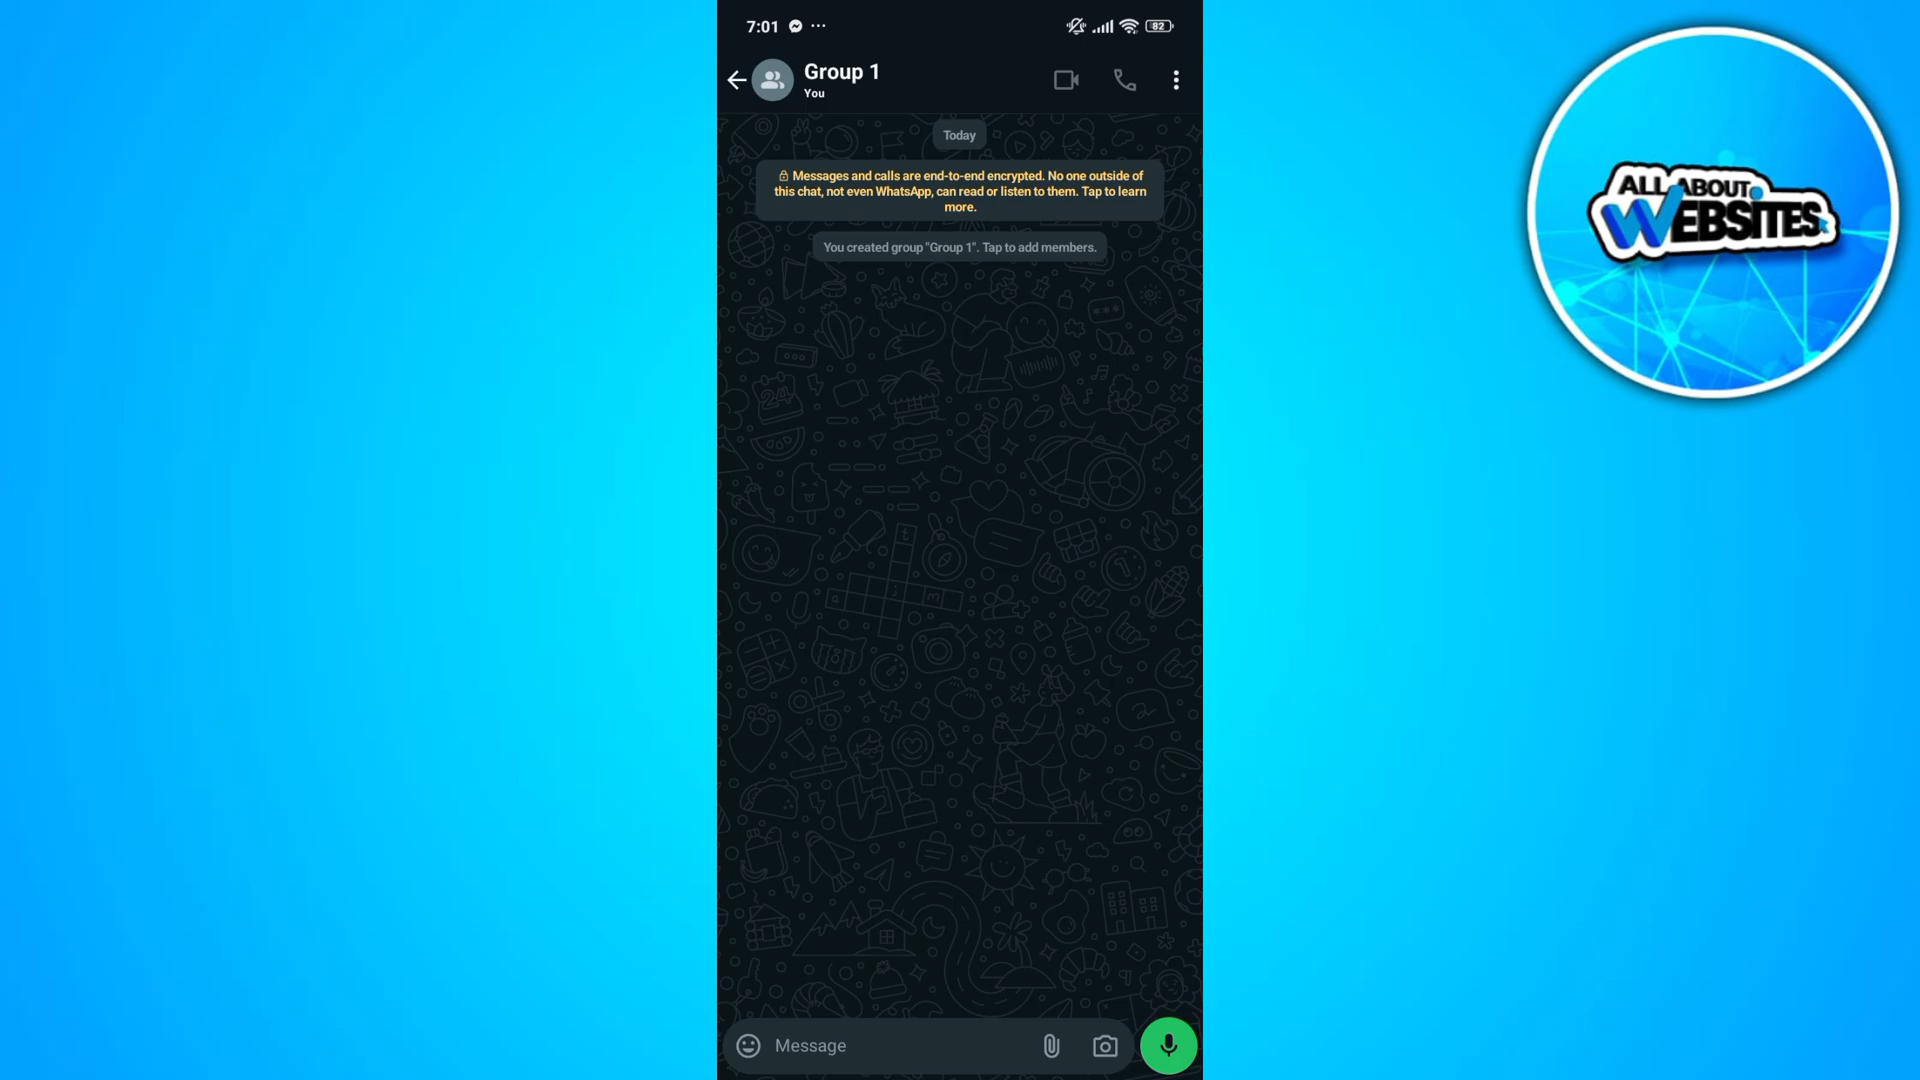 7:01
82
Group 1
You
Today
Messages and calls are end-to-end encrypted. No one outside of
this chat, not even WhatsApp, can read or listen to them. Tap to learn
more.
You created group "Group 1". Tap to add members.
Message
ALL ABOUT
WEBSITES